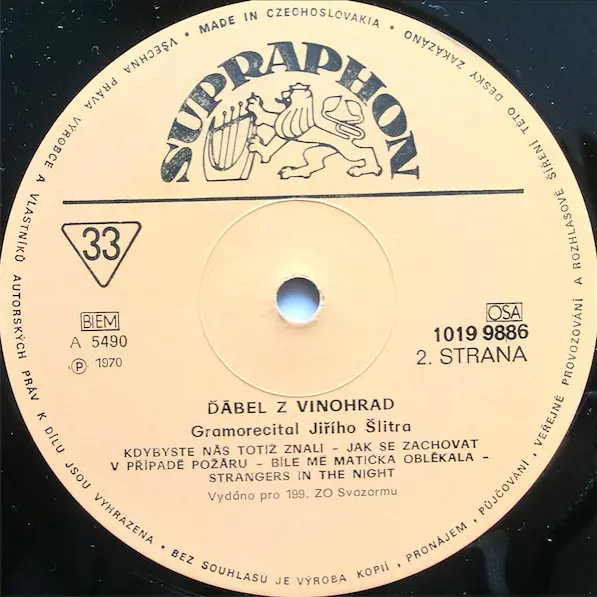 • MADE IN CZECHOSLOVAKIA •
VŠECHNA PRÁVA VÝROBCE A VLASTNÍKŮ AUTORSKÝCH PRÁV K DÍLU JSOU VYHRAZENA • BEZ SOUHLASU JE VÝROBA KOPIÍ, PRONÁJEM, PŮJČOVÁNÍ, VEŘEJNÉ PROVOZOVÁNÍ A ROZHLASOVÉ ŠÍŘENÍ TÉTO DESKY ZAKÁZÁNO •
SUPRAPHON
33
BIEM
A 5490
Ⓟ 1970
OSA
1019 9886
2. STRANA
ĎÁBEL Z VINOHRAD
Gramorecital Jiřího Šlitra
KDYBYSTE NÁS TOTIŽ ZNALI – JAK SE ZACHOVAT
V PŘÍPADĚ POŽÁRU – BÍLE MĚ MATIČKA OBLÉKALA –
STRANGERS IN THE NIGHT
Vydáno pro 199. ZO Svazarmu